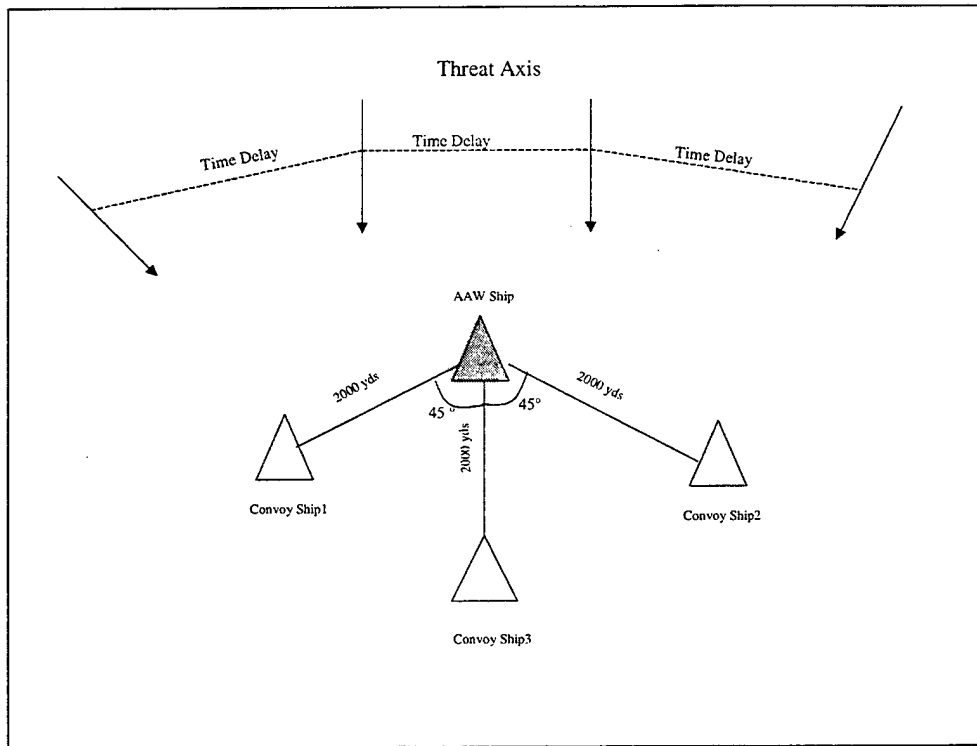 Threat Axis
Time Delay
Time Delay
Time Delay
AAW Ship
2000 yds
2000 yds
45 °
45°
2000 yds
Convoy Ship1
Convoy Ship2
Convoy Ship3